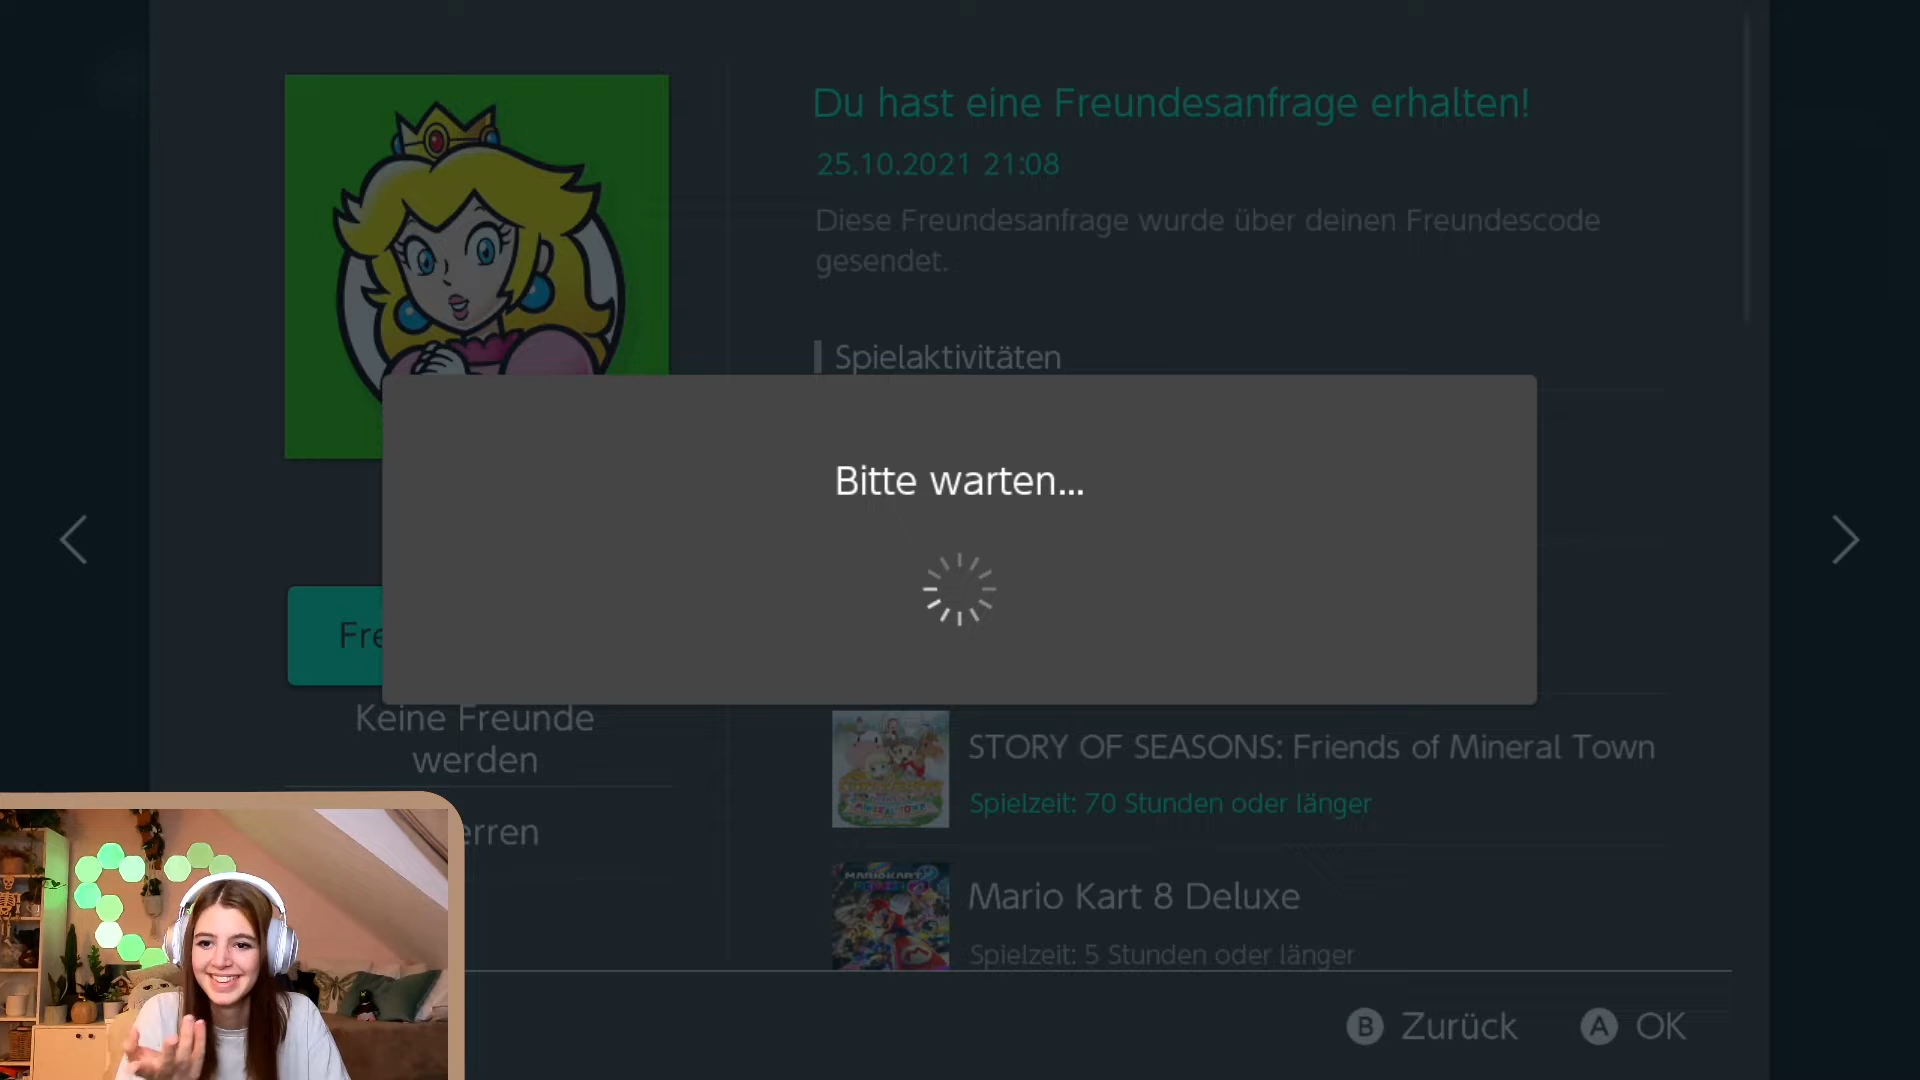 Du hast eine Freundesanfrage erhalten!
25.10.2021 21:08
Diese Freundesanfrage wurde über deinen Freundescode
gesendet.
Spielaktivitäten
Bitte warten...
Fre
Keine Freunde
werden
erren
STORY OF SEASONS: Friends of Mineral Town
Spielzeit: 70 Stunden oder länger
MARIOKART
Mario Kart 8 Deluxe
Spielzeit: 5 Stunden oder länger
B Zurück
A OK